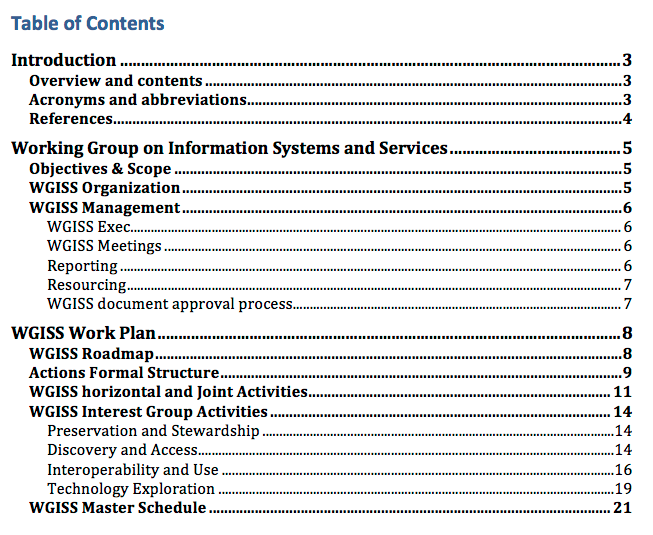 Table of Contents
Introduction ........................................................................................................................3
Overview and contents ....................................................................................................3
Acronyms and abbreviations..........................................................................................3
References..........................................................................................................................4
Working Group on Information Systems and Services.........................................5
Objectives & Scope ...........................................................................................................5
WGISS Organization.........................................................................................................5
WGISS Management.........................................................................................................6
WGISS Exec......................................................................................................................6
WGISS Meetings ..............................................................................................................6
Reporting .........................................................................................................................6
Resourcing.......................................................................................................................7
WGISS document approval process...............................................................................7
WGISS Work Plan...............................................................................................................8
WGISS Roadmap................................................................................................................8
Actions Formal Structure................................................................................................9
WGISS horizontal and Joint Activities......................................................................... 11
WGISS Interest Group Activities .................................................................................. 14
Preservation and Stewardship .....................................................................................14
Discovery and Access....................................................................................................14
Interoperability and Use ..............................................................................................16
Technology Exploration ...............................................................................................19
WGISS Master Schedule ................................................................................................. 21